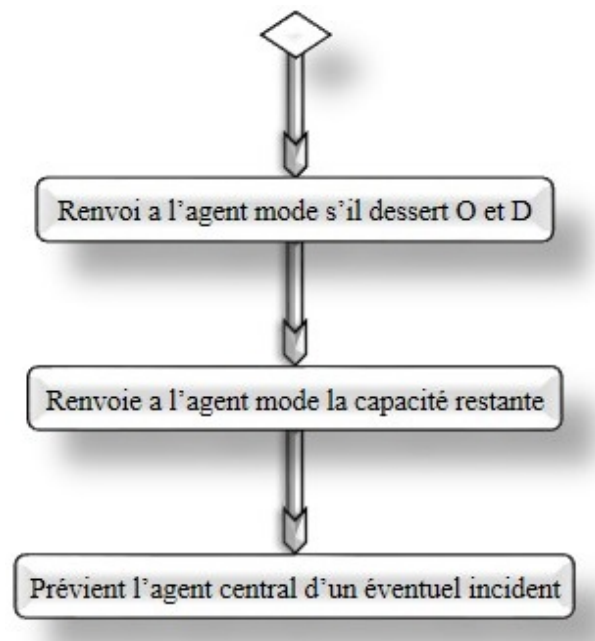 Renvoi a l’agent mode s’il dessert O et D
Renvoie a l’agent mode la capacité restante
Prévient l’agent central d’un éventuel incident